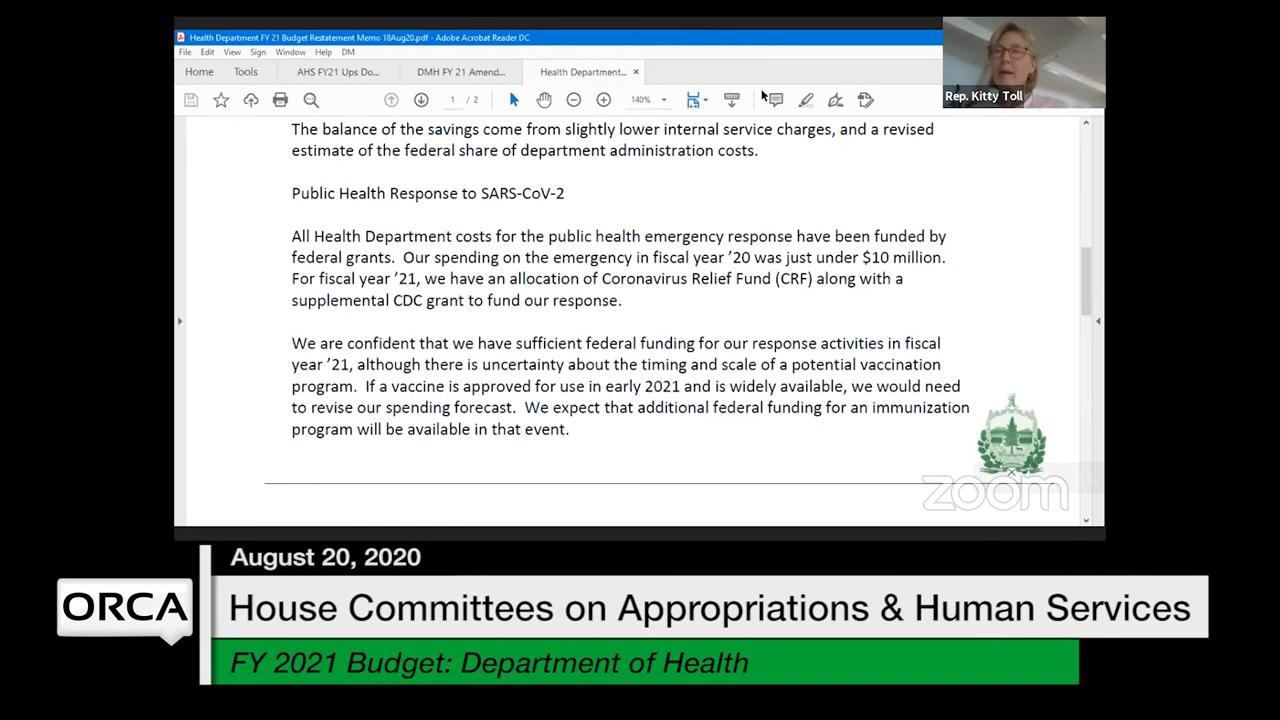 Health Department FY 21 Budget Restatement Memo 18Aug20.pdf - Adobe Acrobat Reader DC
File Edit View Sign Window Help DM
Home Tools AHS FY21 Ups Do... DMH FY 21 Amend... Health Department... ×
1 / 2 140%
Rep. Kitty Toll
The balance of the savings come from slightly lower internal service charges, and a revised
estimate of the federal share of department administration costs.
Public Health Response to SARS-CoV-2
All Health Department costs for the public health emergency response have been funded by
federal grants. Our spending on the emergency in fiscal year ’20 was just under $10 million.
For fiscal year ’21, we have an allocation of Coronavirus Relief Fund (CRF) along with a
supplemental CDC grant to fund our response.
We are confident that we have sufficient federal funding for our response activities in fiscal
year ’21, although there is uncertainty about the timing and scale of a potential vaccination
program. If a vaccine is approved for use in early 2021 and is widely available, we would need
to revise our spending forecast. We expect that additional federal funding for an immunization
program will be available in that event.
zoom
August 20, 2020
ORCA
House Committees on Appropriations & Human Services
FY 2021 Budget: Department of Health